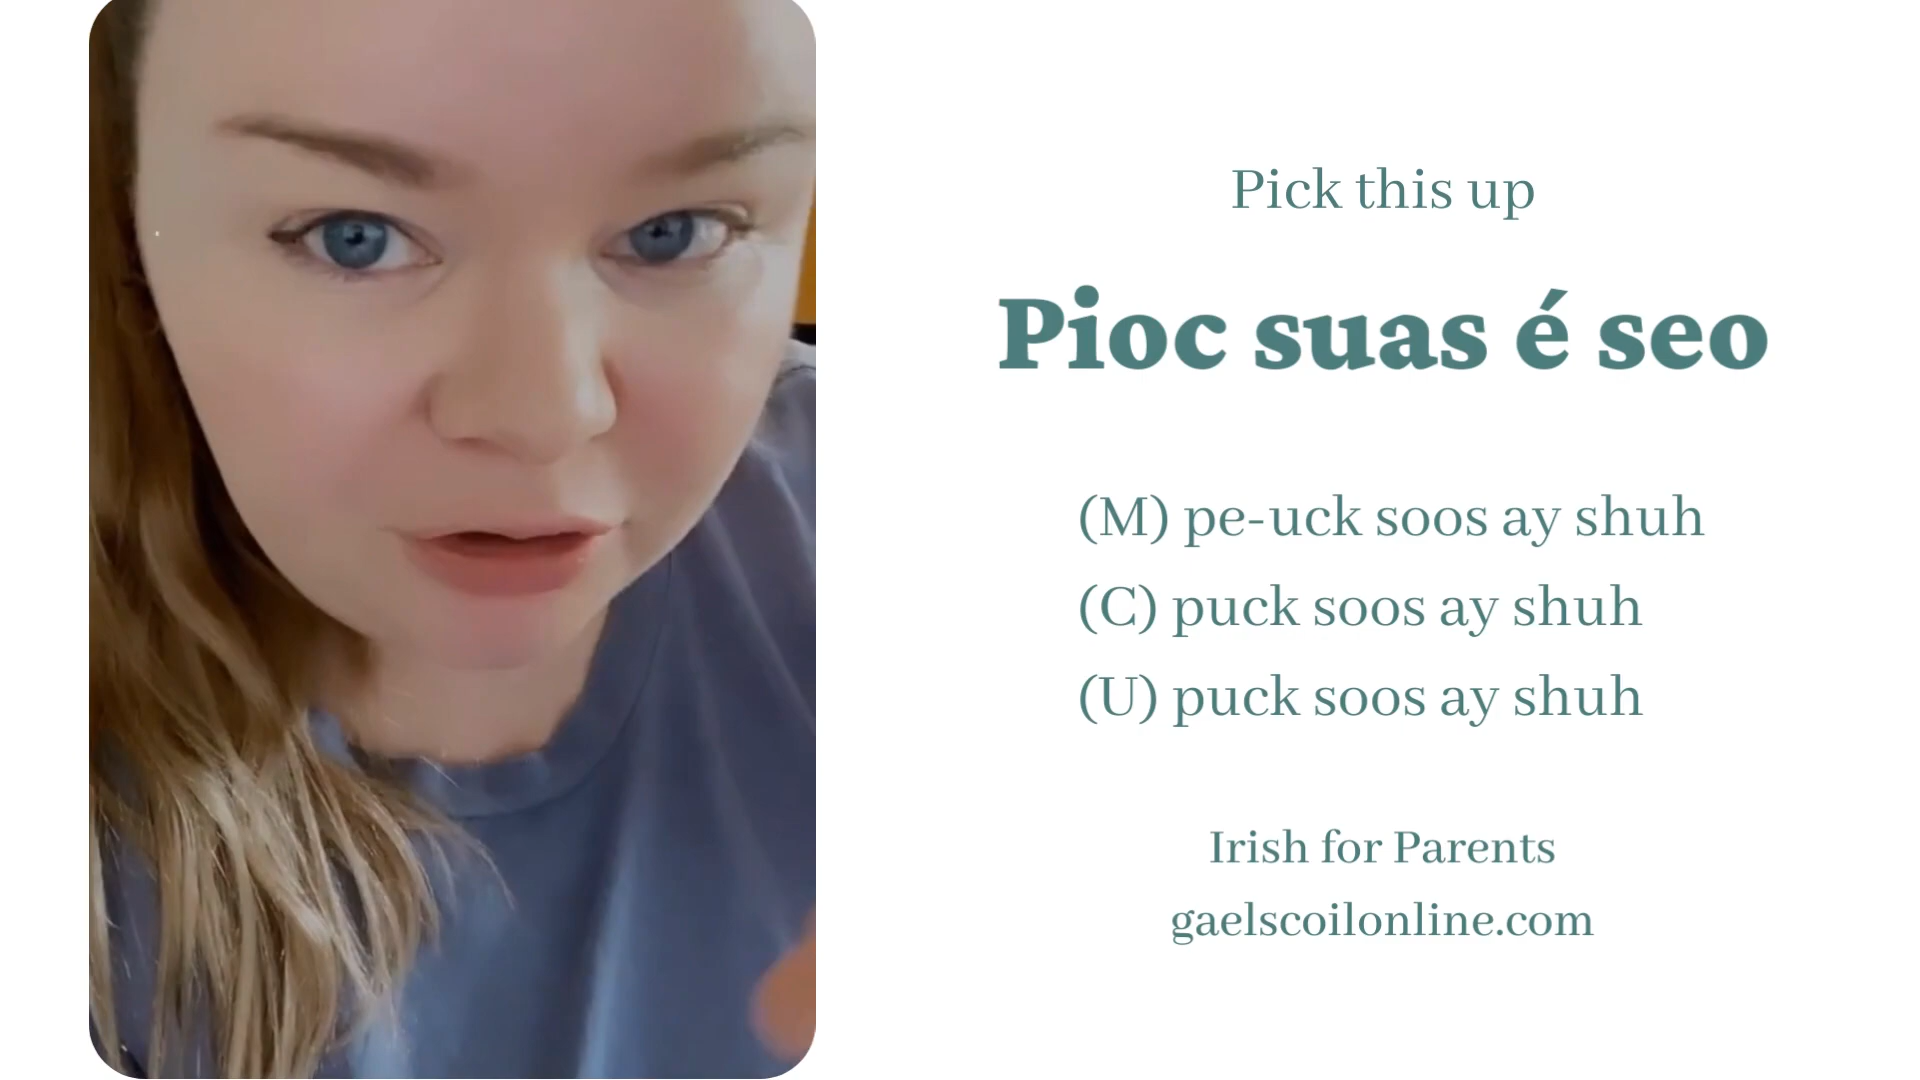 Pick this up
Pioc suas é seo
(M) pe-uck soos ay shuh
(C) puck soos ay shuh
(U) puck soos ay shuh
Irish for Parents
gaelscoilonline.com